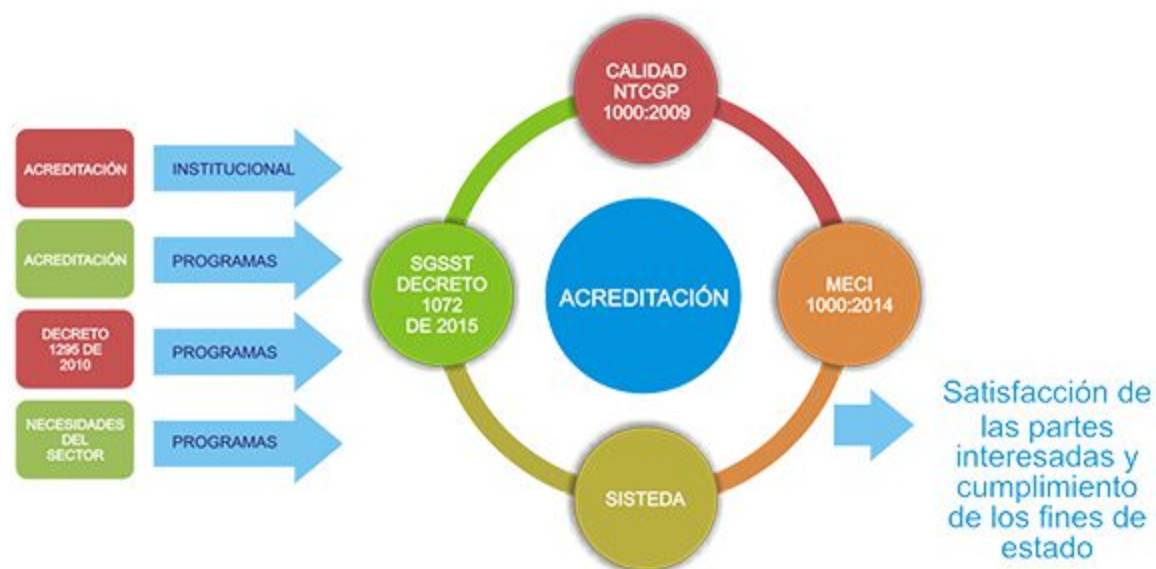 ACREDITACIÓN
INSTITUCIONAL
ACREDITACIÓN
PROGRAMAS
DECRETO
1295 DE
2010
PROGRAMAS
NECESIDADES
DEL
SECTOR
PROGRAMAS
CALIDAD
NTCGP
1000:2009
SGSST
DECRETO
1072
DE 2015
ACREDITACIÓN
MECI
1000:2014
SISTEDA
Satisfacción de
las partes
interesadas y
cumplimiento
de los fines de
estado